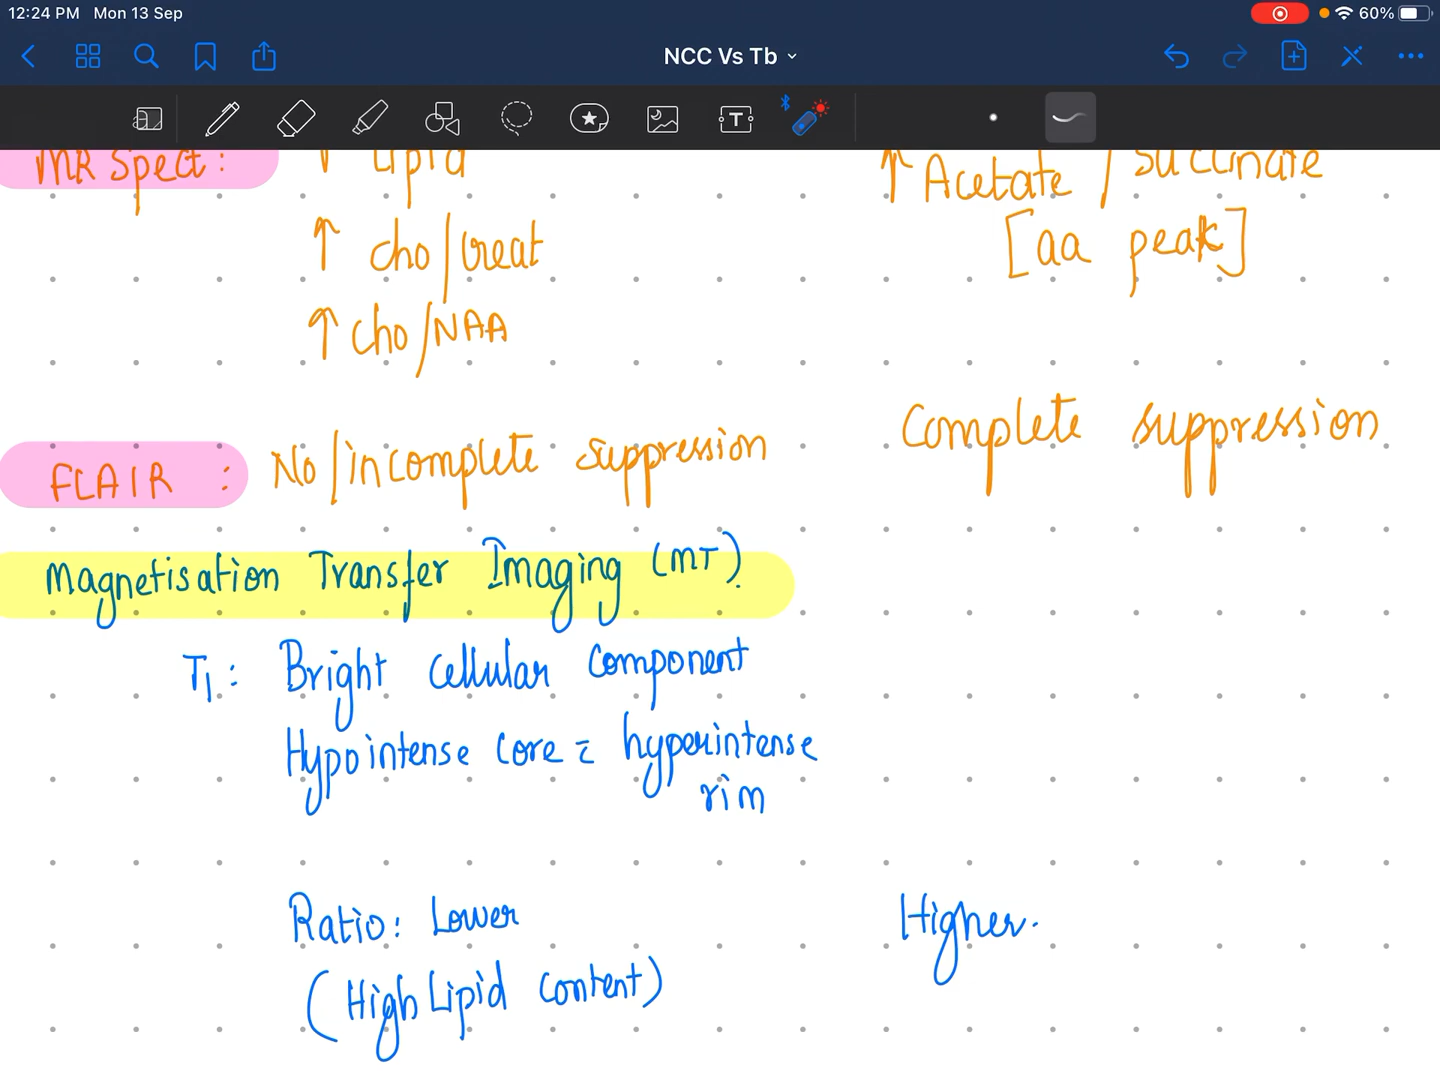 12:24 PM Mon 13 Sep
60%
NCC Vs Tb
MR Spect: ↑ Lipid
↑ Acetate / Succinate
↑ cho/creat
[aa peak]
↑ cho/NAA
FLAIR : No/incomplete suppression
Complete suppression
Magnetisation Transfer Imaging (MT).
T1: Bright cellular component
Hypointense core c hyperintense
rim
Ratio: Lower
Higher.
(High Lipid content)